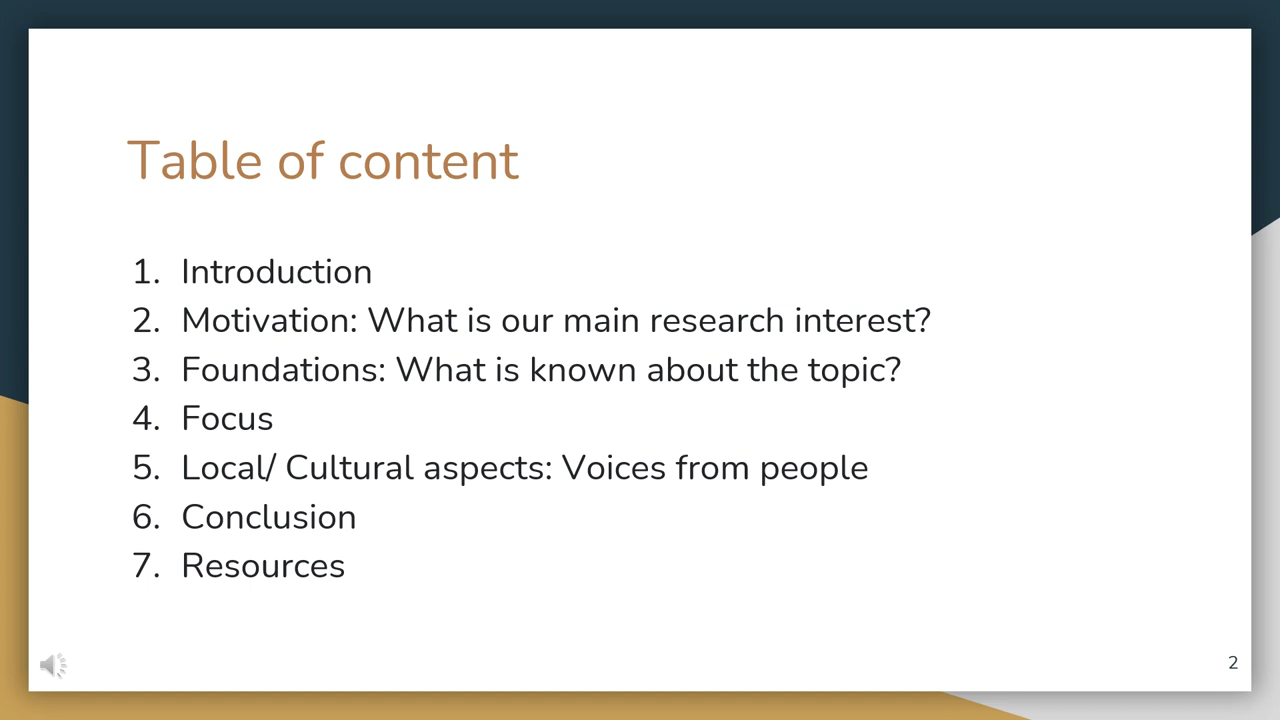 Table of content
1. Introduction
2. Motivation: What is our main research interest?
3. Foundations: What is known about the topic?
4. Focus
5. Local/ Cultural aspects: Voices from people
6. Conclusion
7. Resources
2